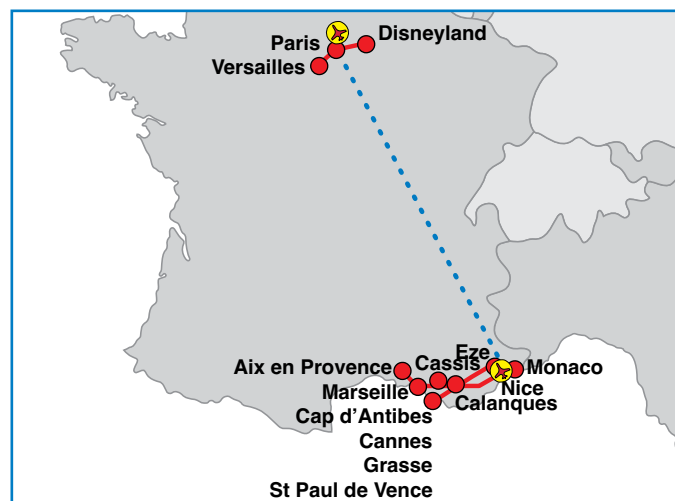 Paris
Disneyland
Versailles
Eze
Aix en Provence
Cassis
Monaco
Marseille
Nice
Calanques
Cap d'Antibes
Cannes
Grasse
St Paul de Vence